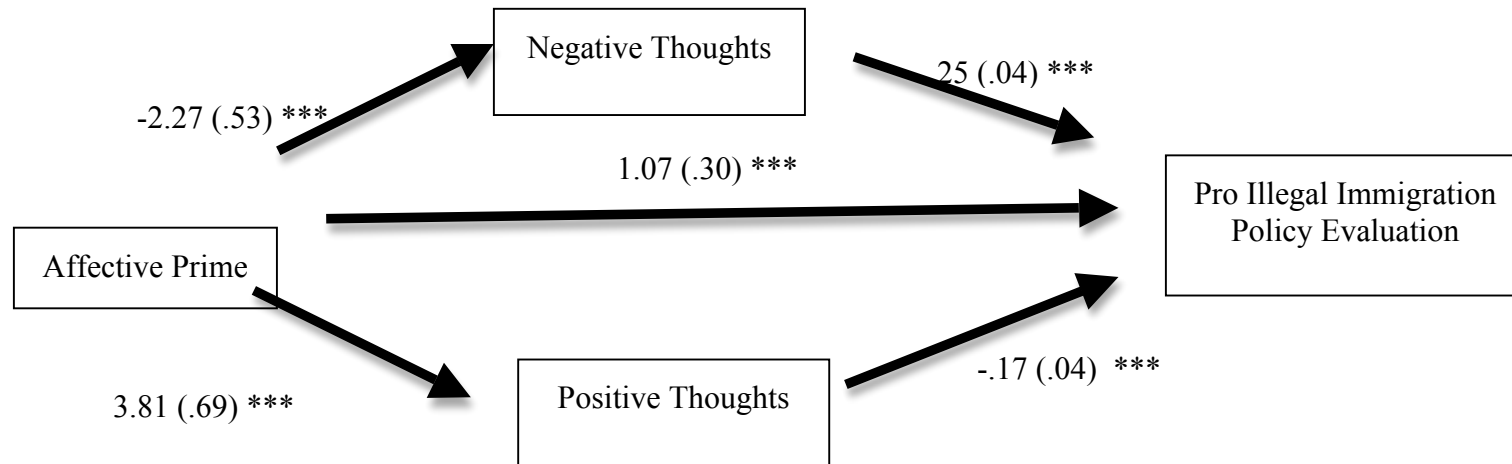 Negative Thoughts
25 (.04) ***
-2.27 (.53) ***
1.07 (.30) ***
Pro Illegal Immigration
Policy Evaluation
Affective Prime
-.17 (.04) ***
Positive Thoughts
3.81 (.69) ***